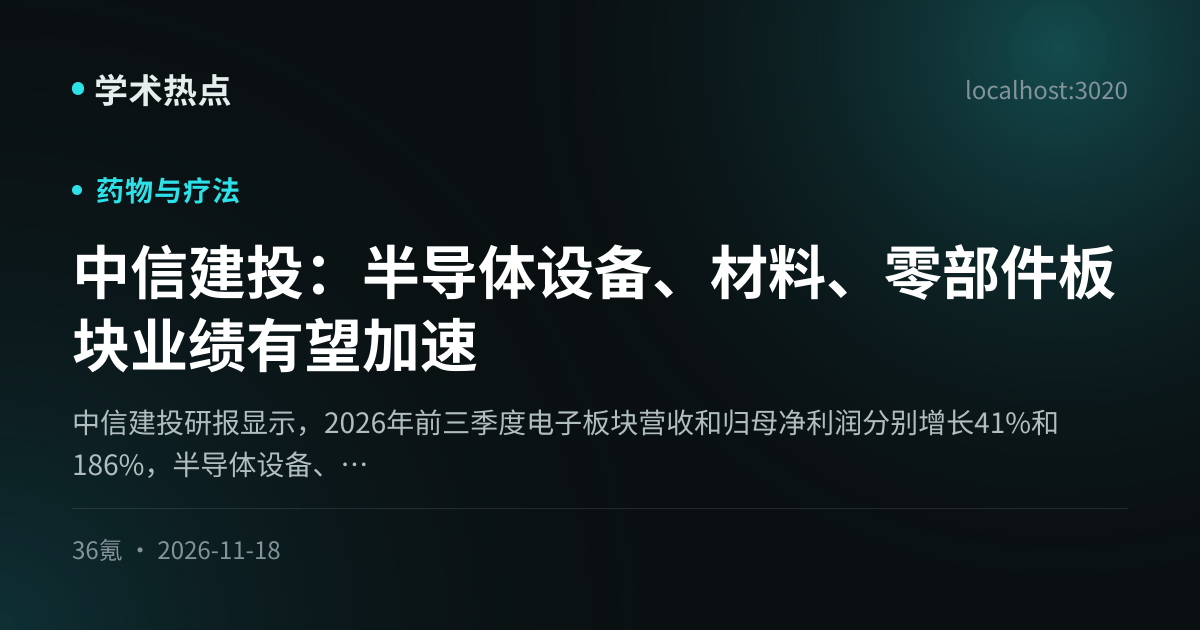 学术热点
localhost:3020
药物与疗法
中信建投：半导体设备、材料、零部件板
块业绩有望加速
中信建投研报显示，2026年前三季度电子板块营收和归母净利润分别增长41%和
186%，半导体设备、…
36氪 · 2026-11-18